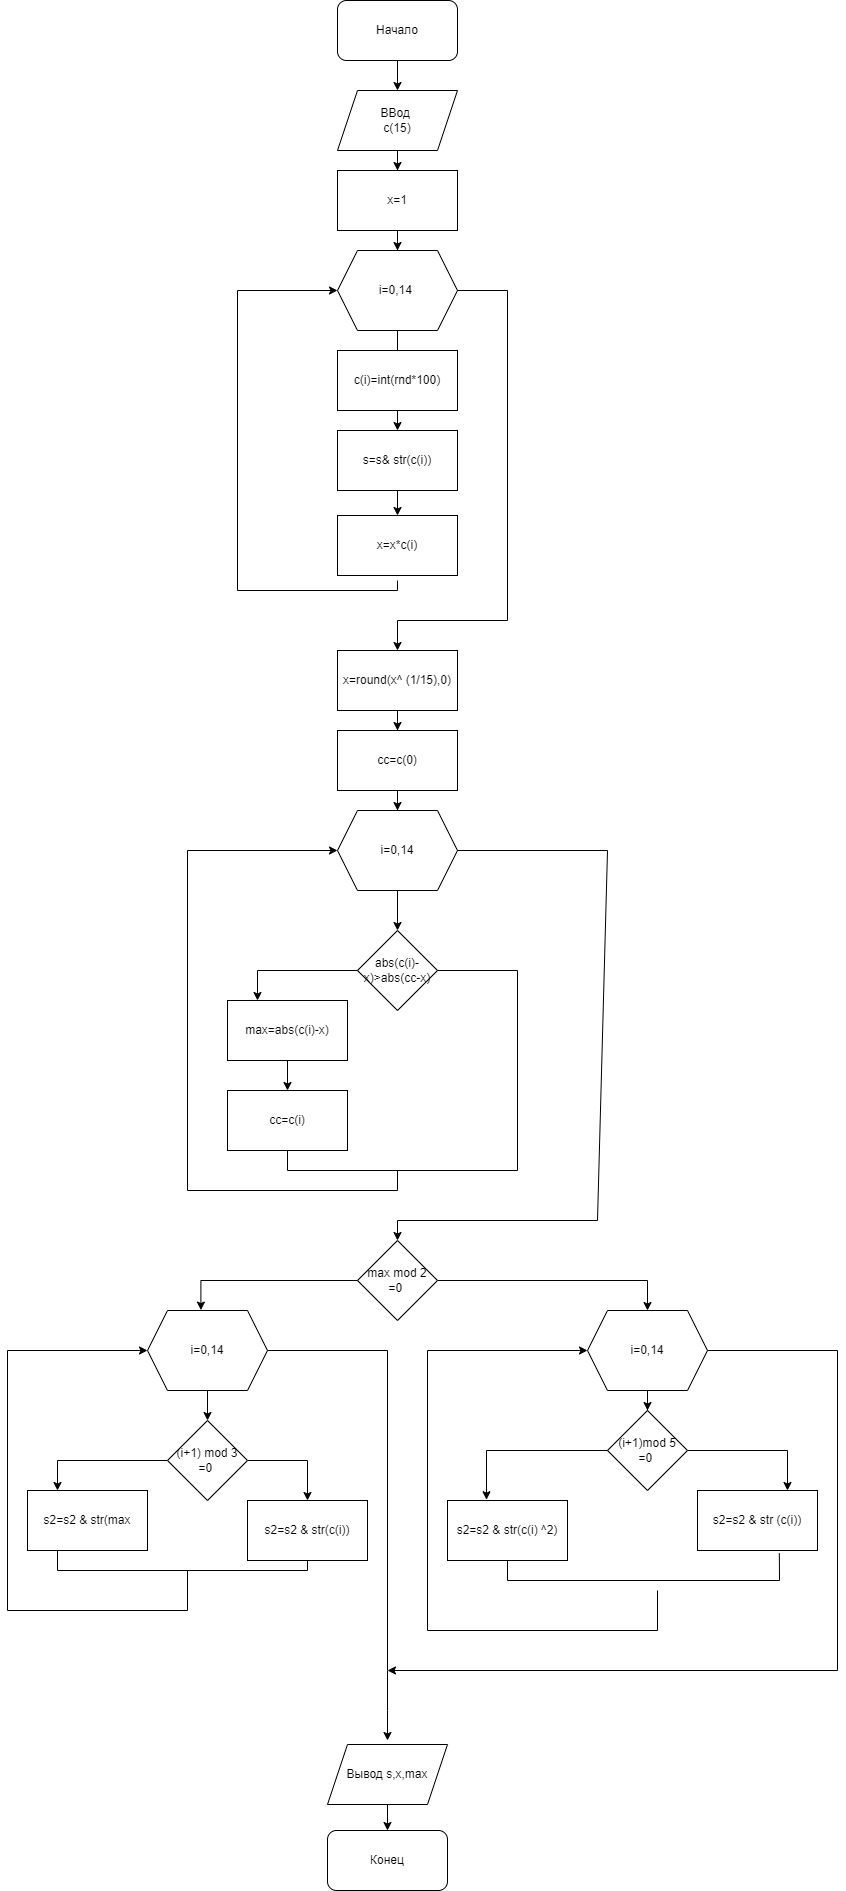 Начало
ВВод
c(15)
x=1
i=0,14
c(i)=int(rnd*100)
s=s& str(c(i))
x=x*c(i)
x=round(x^ (1/15),0)
cc=c(0)
i=0,14
abs(c(i)-
x)>abs(cc-x)
max=abs(c(i)-x)
cc=c(i)
max mod 2
=0
i=0,14
i=0,14
(i+1) mod 3
=0
(i+1)mod 5
=0
s2=s2 & str(max
s2=s2 & str(c(i))
s2=s2 & str(c(i) ^2)
s2=s2 & str (c(i))
Вывод s,x,max
Конец